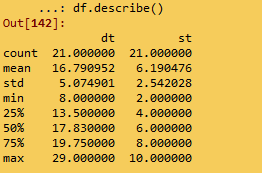 ...: df.describe()
Out[142]:
dt st
count 21.000000 21.000000
mean 16.790952 6.190476
std 5.074901 2.542028
min 8.000000 2.000000
25% 13.500000 4.000000
50% 17.830000 6.000000
75% 19.750000 8.000000
max 29.000000 10.000000